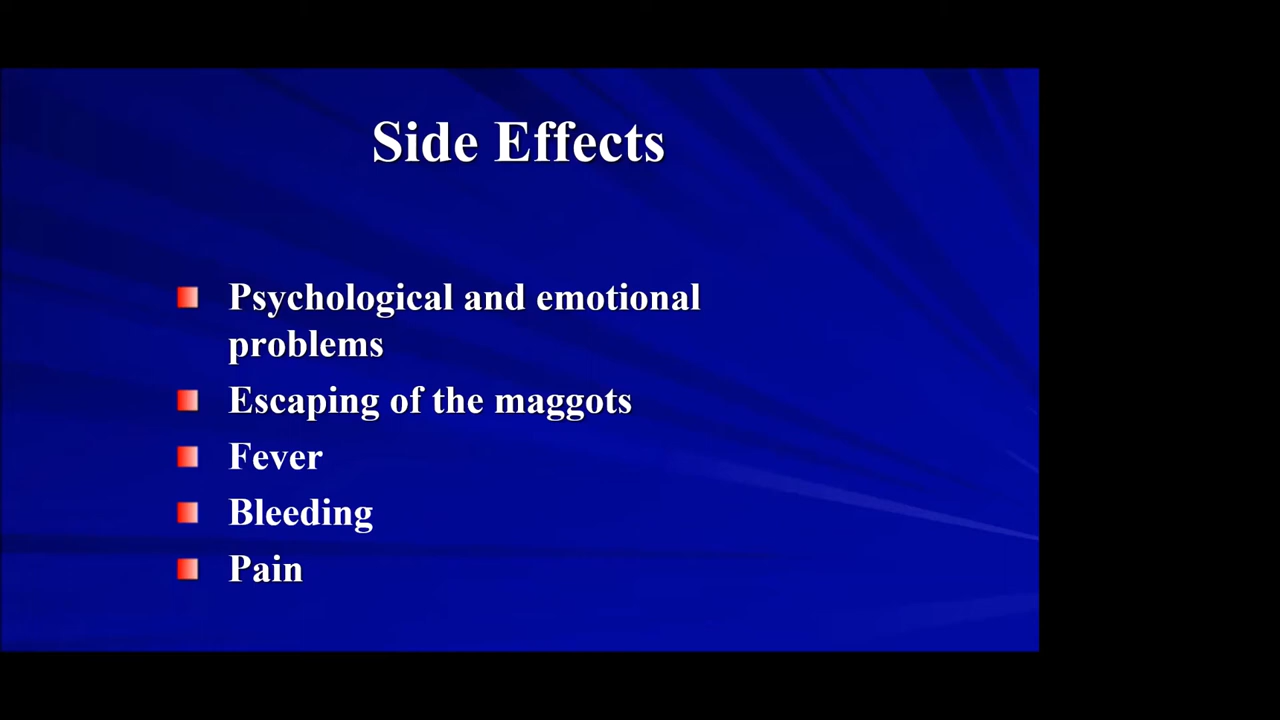 Side Effects
Psychological and emotional
problems
Escaping of the maggots
Fever
Bleeding
Pain